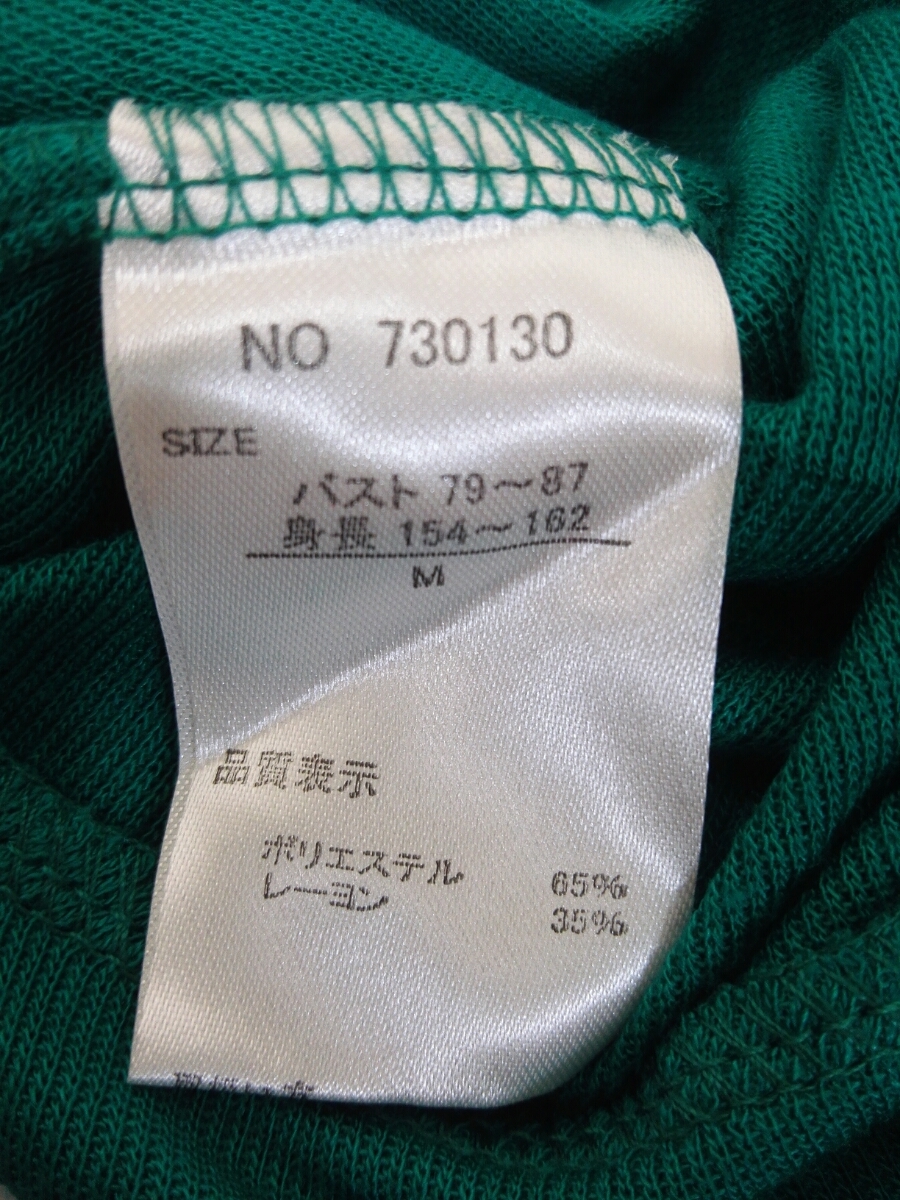 NO 730130
SIZE
バスト 79～87
身長 154～162
M
品質表示
ポリエステル 65%
レーヨン 35%